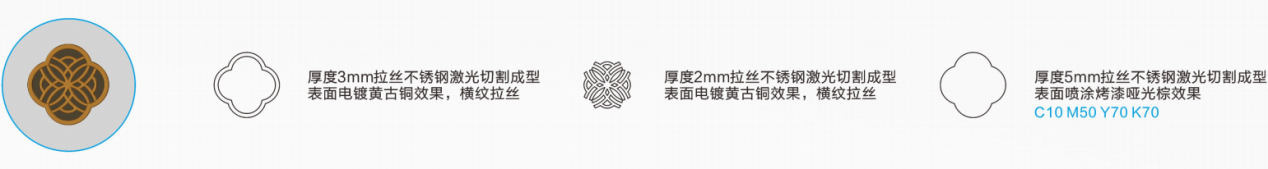 厚度3mm拉丝不锈钢激光切割成型
表面电镀黄古铜效果，横纹拉丝
厚度2mm拉丝不锈钢激光切割成型
表面电镀黄古铜效果，横纹拉丝
厚度5mm拉丝不锈钢激光切割成型
表面喷涂烤漆哑光棕效果
C10 M50 Y70 K70